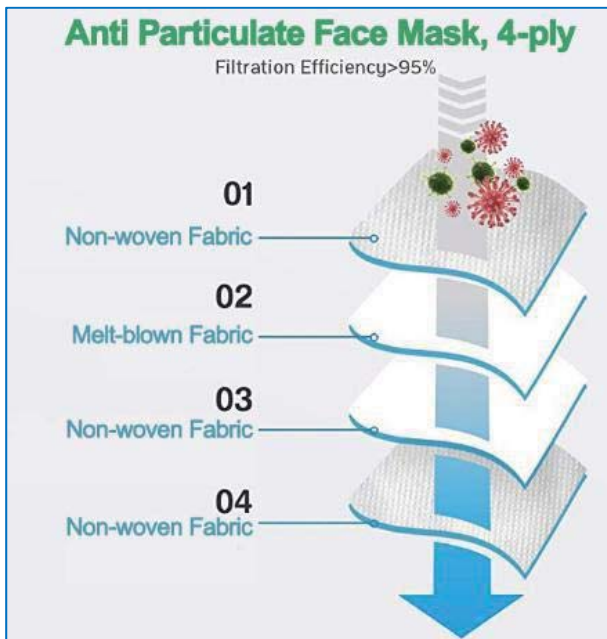 Anti Particulate Face Mask, 4-ply
Filtration Efficiency>95%
01
Non-woven Fabric
02
Melt-blown Fabric
03
Non-woven Fabric
04
Non-woven Fabric